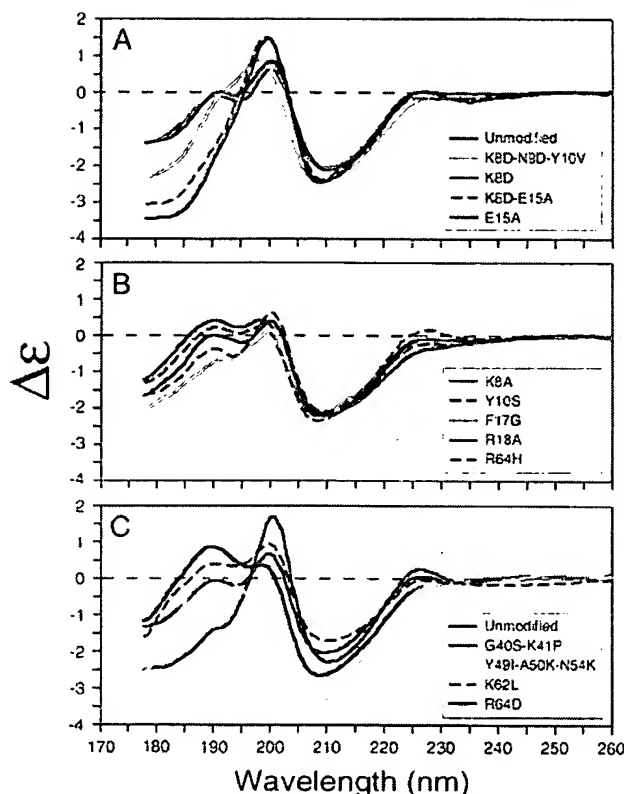 A
2
1
0
-1
-2
-3
-4
Unmodified
K8D-N9D-Y10V
K8D
K8D-E15A
E15A
Δε
B
2
1
0
-1
-2
-3
-4
K8A
Y10S
F17G
R18A
R64H
C
2
1
0
-1
-2
-3
-4
Unmodified
G40S-K41P
Y49I-A50K-N54K
K62L
R64D
170 180 190 200 210 220 230 240 250 260
Wavelength (nm)